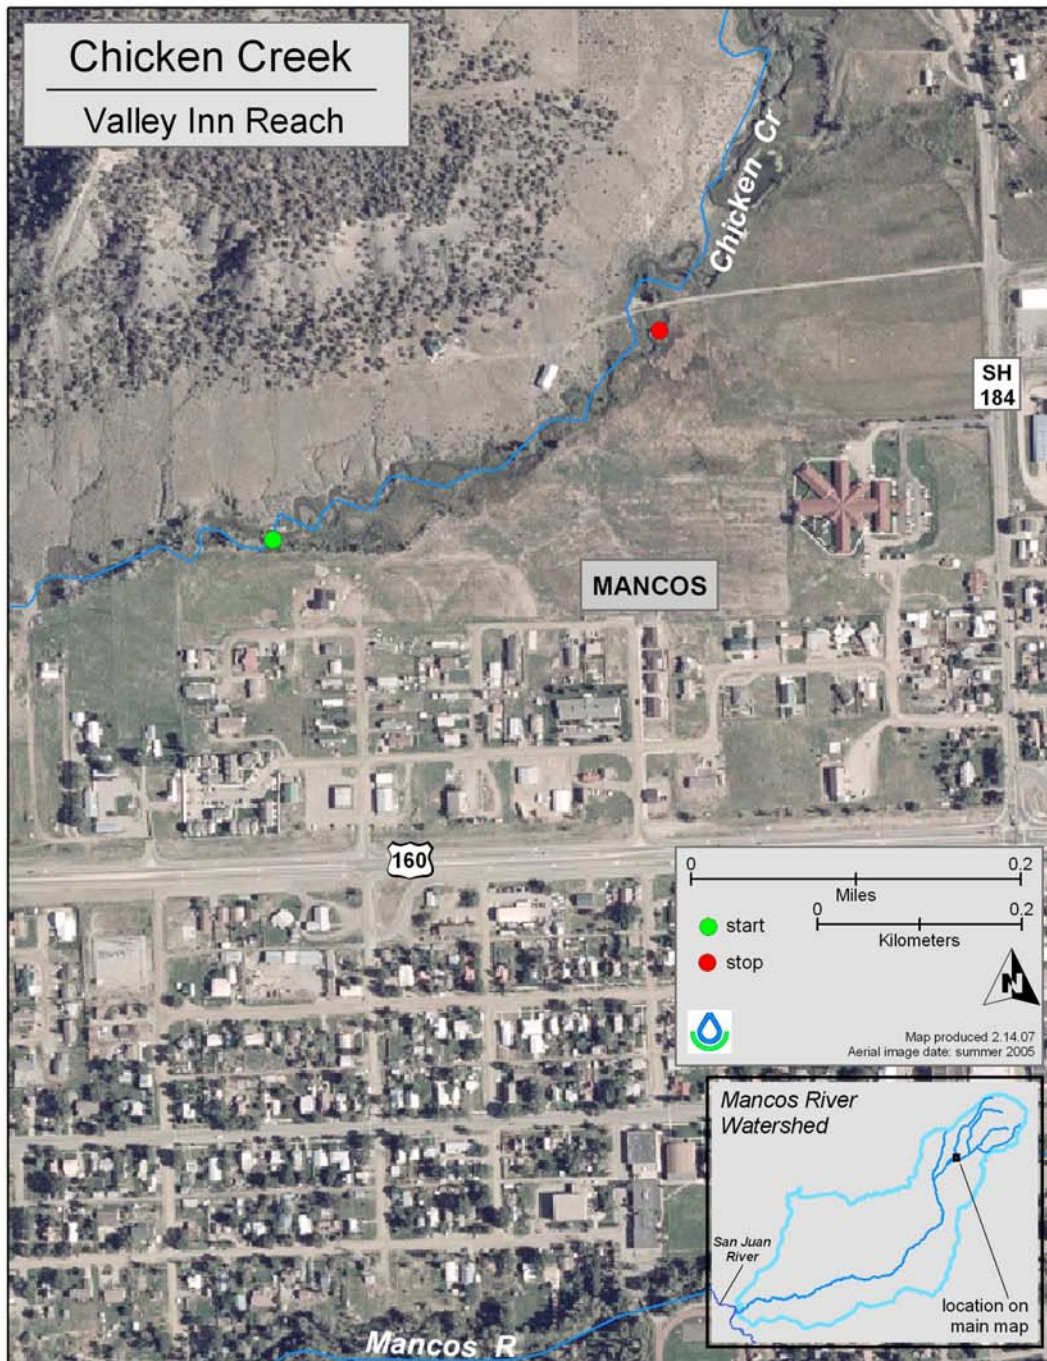 Chicken Creek
Valley Inn Reach
Chicken Cr
SH
184
MANCOS
160
0 0.2
Miles
0 0.2
Kilometers
start
stop
N
Map produced 2.14.07
Aerial image date: summer 2005
Mancos River
Watershed
San Juan
River
location on
main map
Mancos R